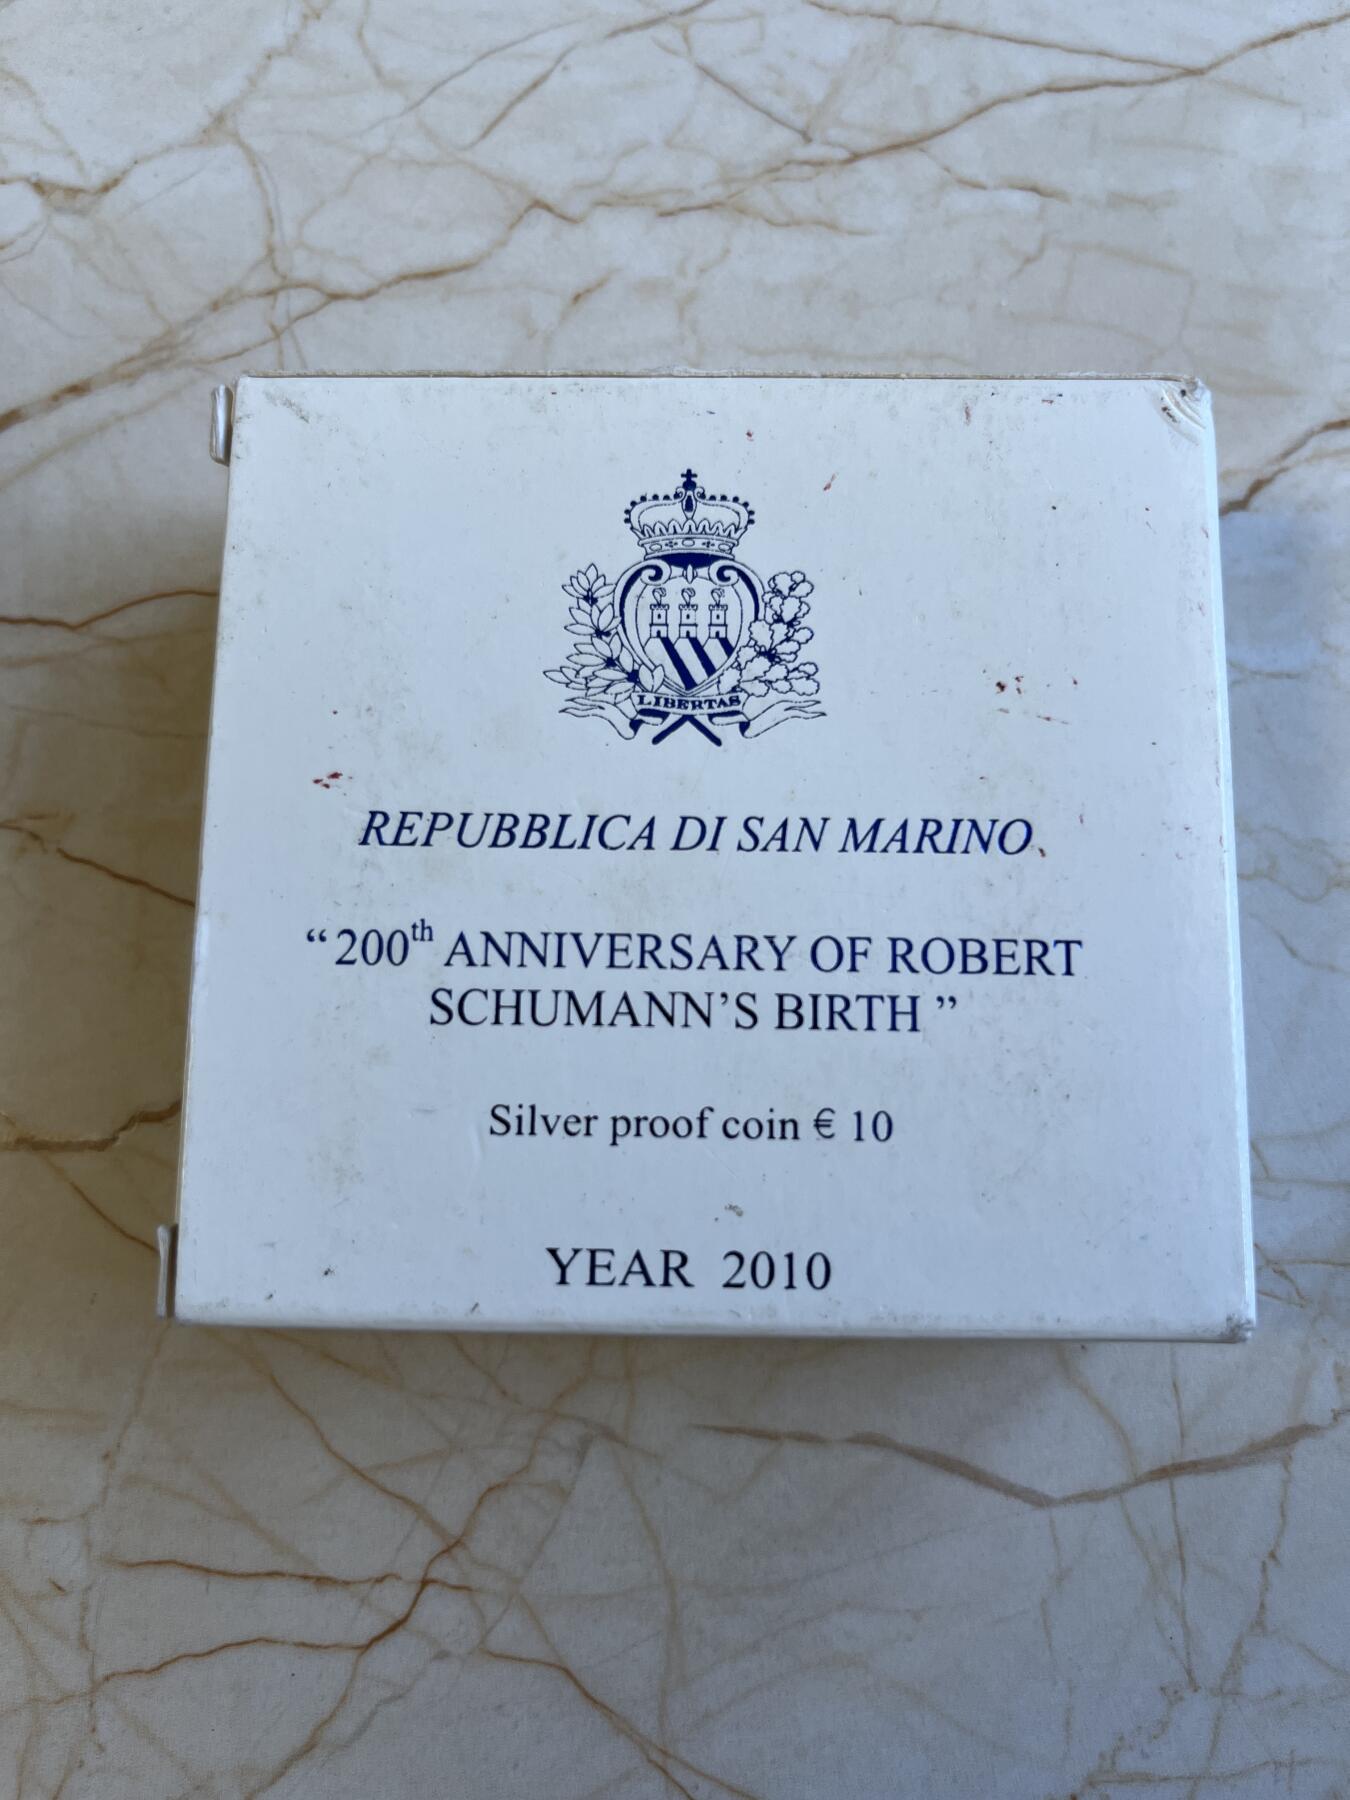 LIBERTAS
REPUBBLICA DI SAN MARINO
“200th ANNIVERSARY OF ROBERT
SCHUMANN’S BIRTH ”
Silver proof coin € 10
YEAR 2010